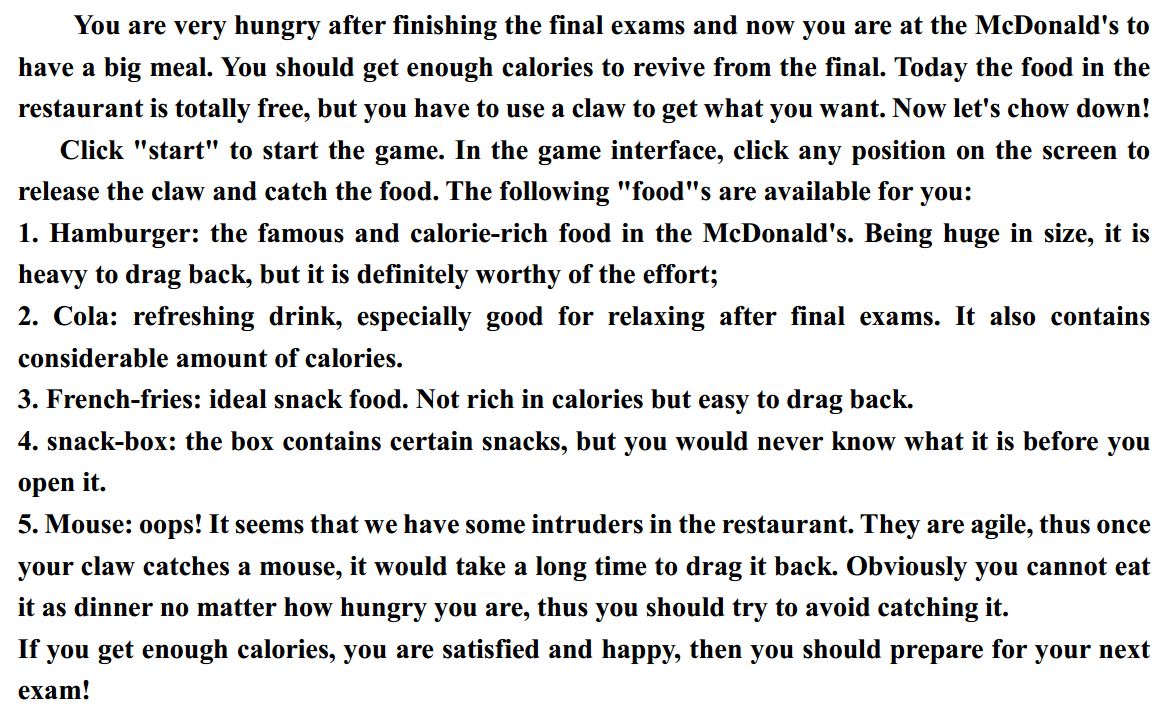 You are very hungry after finishing the final exams and now you are at the McDonald's to
have a big meal. You should get enough calories to revive from the final. Today the food in the
restaurant is totally free, but you have to use a claw to get what you want. Now let's chow down!
Click "start" to start the game. In the game interface, click any position on the screen to
release the claw and catch the food. The following "food"s are available for you:
1. Hamburger: the famous and calorie-rich food in the McDonald's. Being huge in size, it is
heavy to drag back, but it is definitely worthy of the effort;
2. Cola: refreshing drink, especially good for relaxing after final exams. It also contains
considerable amount of calories.
3. French-fries: ideal snack food. Not rich in calories but easy to drag back.
4. snack-box: the box contains certain snacks, but you would never know what it is before you
open it.
5. Mouse: oops! It seems that we have some intruders in the restaurant. They are agile, thus once
your claw catches a mouse, it would take a long time to drag it back. Obviously you cannot eat
it as dinner no matter how hungry you are, thus you should try to avoid catching it.
If you get enough calories, you are satisfied and happy, then you should prepare for your next
exam!